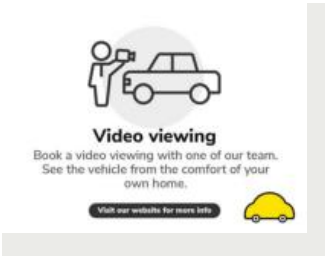 Video viewing
Book a video viewing with one of our team.
See the vehicle from the comfort of your
own home.
Visit our website for more info